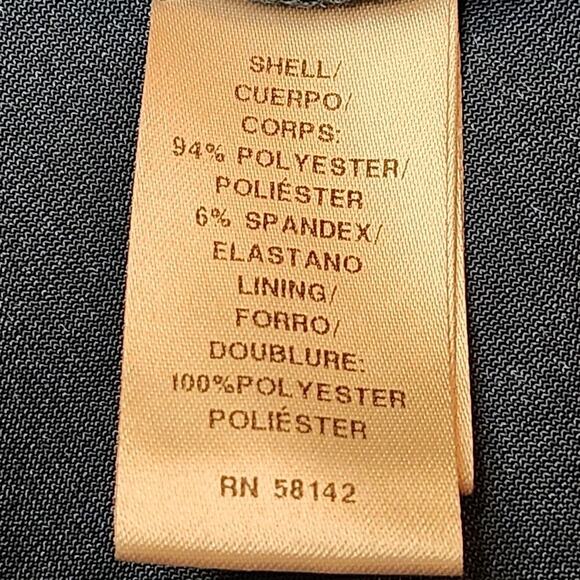 SHELL/
CUERPO/
CORPS:
94% POLYESTER/
POLIÉSTER
6% SPANDEX/
ELASTANO
LINING/
FORRO/
DOUBLURE:
100%POLYESTER
POLIÉSTER
RN 58142